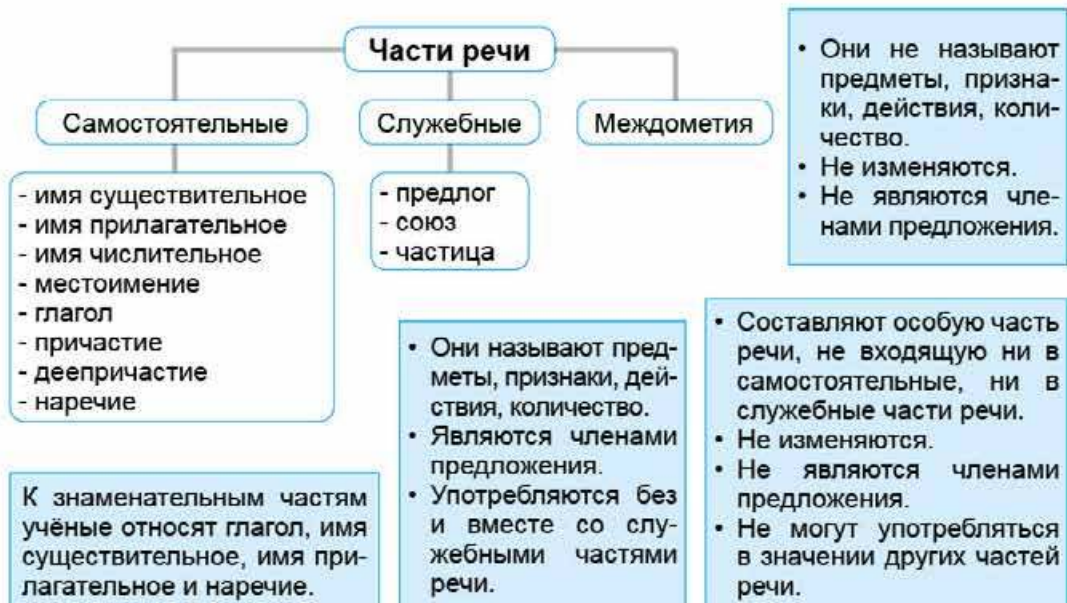 Части речи
Самостоятельные
Служебные
Междометия
- имя существительное
- имя прилагательное
- имя числительное
- местоимение
- глагол
- причастие
- деепричастие
- наречие
- предлог
- союз
- частица
• Они не называют
предметы, призна-
ки, действия, коли-
чество.
• Не изменяются.
• Не являются чле-
нами предложения.
К знаменательным частям
учёные относят глагол, имя
существительное, имя при-
лагательное и наречие.
• Они называют пред-
меты, признаки, дей-
ствия, количество.
• Являются членами
предложения.
• Употребляются без
и вместе со слу-
жебными частями
речи.
• Составляют особую часть
речи, не входящую ни в
самостоятельные, ни в
служебные части речи.
• Не изменяются.
• Не являются членами
предложения.
• Не могут употребляться
в значении других частей
речи.